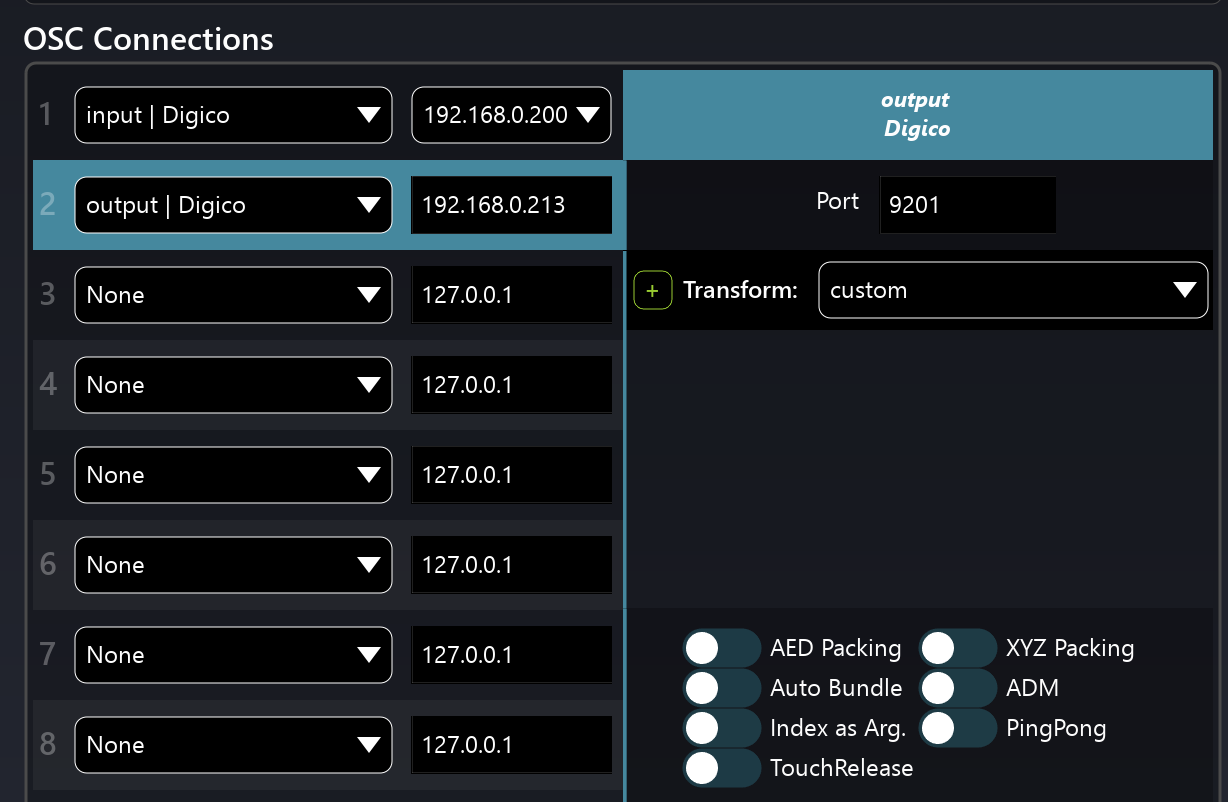 OSC Connections
1 input | Digico 192.168.0.200
output
Digico
2 output | Digico 192.168.0.213
Port 9201
3 None 127.0.0.1
+ Transform: custom
4 None 127.0.0.1
5 None 127.0.0.1
6 None 127.0.0.1
7 None 127.0.0.1
8 None 127.0.0.1
AED Packing XYZ Packing
Auto Bundle ADM
Index as Arg. PingPong
TouchRelease